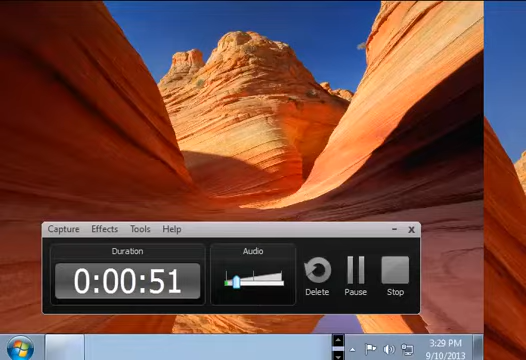 Capture Effects Tools Help
Duration
0:00:51
Audio
Delete
Pause
Stop
3:29 PM
9/10/2013